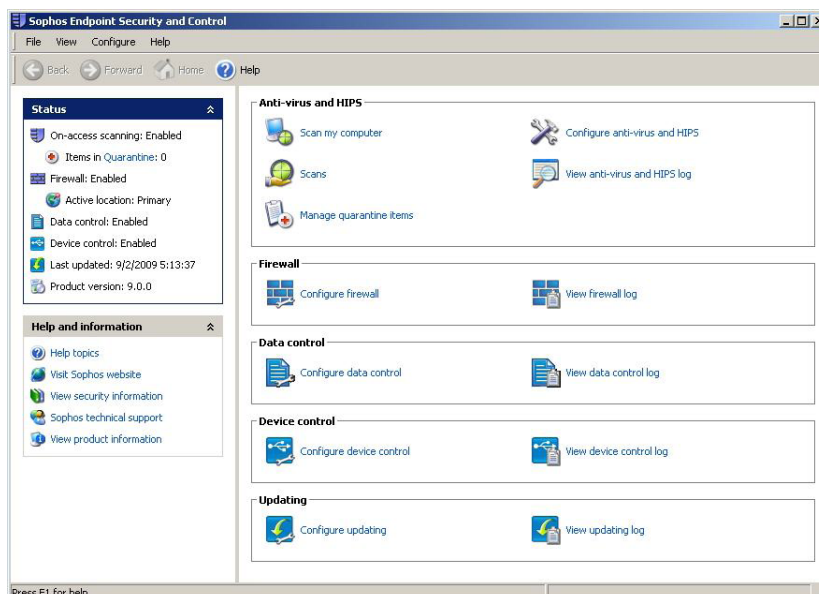 Sophos Endpoint Security and Control
File View Configure Help
Back Forward Home Help
Status
On-access scanning: Enabled
Items in Quarantine: 0
Firewall: Enabled
Active location: Primary
Data control: Enabled
Device control: Enabled
Last updated: 9/2/2009 5:13:37
Product version: 9.0.0
Help and information
Help topics
Visit Sophos website
View security information
Sophos technical support
View product information
Anti-virus and HIPS
Scan my computer
Configure anti-virus and HIPS
Scans
View anti-virus and HIPS log
Manage quarantine items
Firewall
Configure firewall
View firewall log
Data control
Configure data control
View data control log
Device control
Configure device control
View device control log
Updating
Configure updating
View updating log
Press F1 for help